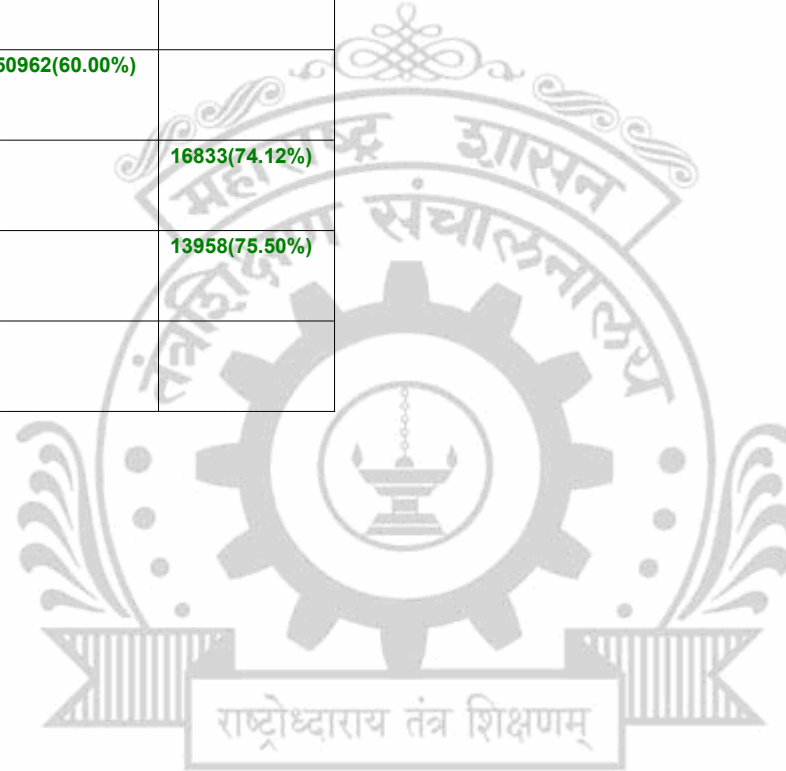 50962(60.00%)
16833(74.12%)
13958(75.50%)
महाराष्ट्र शासन
तंत्रशिक्षण संचालनालय
राष्ट्रोध्दाराय तंत्र शिक्षणम्